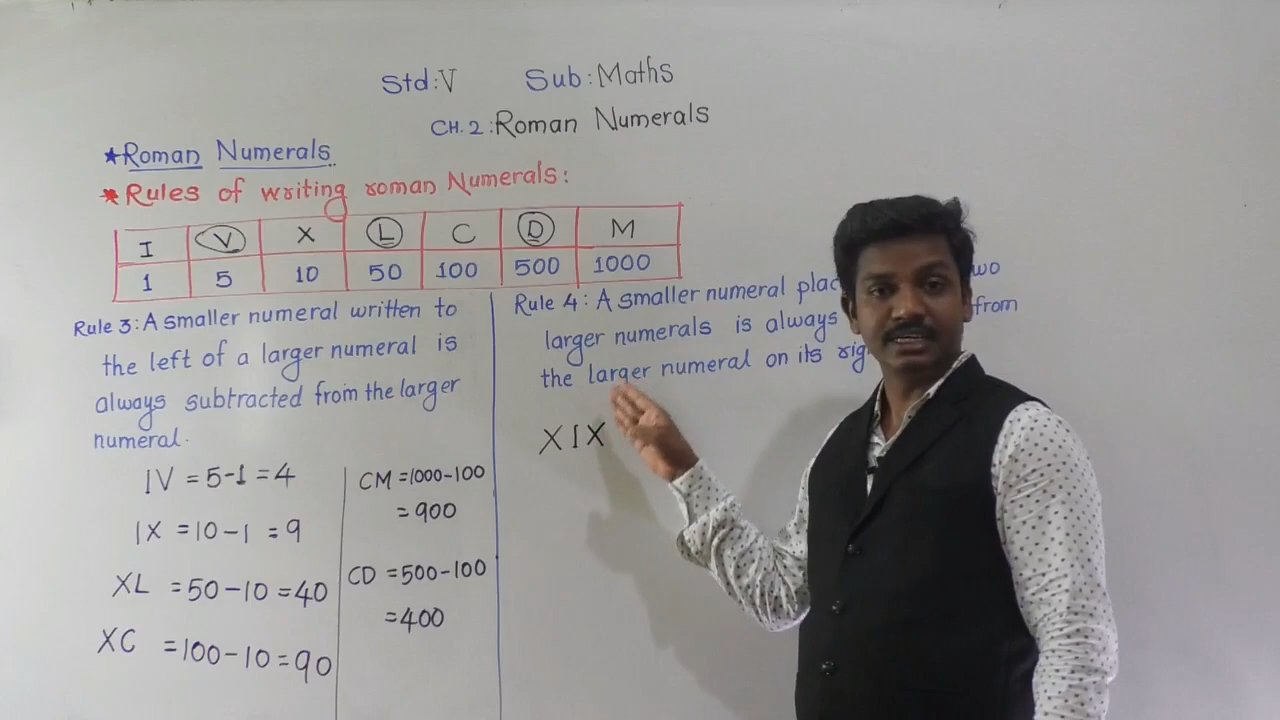 Std:V Sub:Maths
CH.2:Roman Numerals
*Roman Numerals
*Rules of writing roman Numerals:
I V X L C D M
1 5 10 50 100 500 1000
Rule 3:A smaller numeral written to
the left of a larger numeral is
always subtracted from the larger
numeral.
IV = 5-1 = 4
IX = 10-1 = 9
XL = 50-10 = 40
XC = 100-10 = 90
CM = 1000-100
= 900
CD = 500-100
= 400
Rule 4: A smaller numeral
larger numerals is always from
the larger numeral on its
XIX